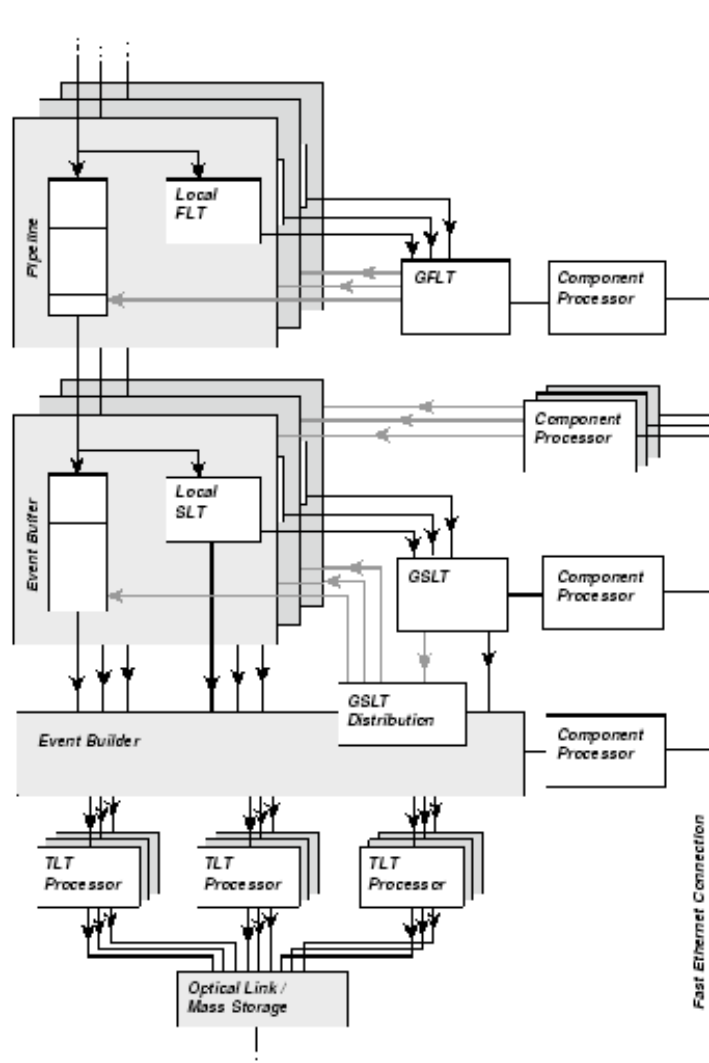 Local
FLT
Pipeline
GFLT
Component
Processor
Component
Processor
Local
SLT
Event Buffer
GSLT
Component
Processor
GSLT
Distribution
Event Builder
Component
Processor
TLT
Processor
TLT
Processor
TLT
Processor
Fast Ethernet Connection
Optical Link /
Mass Storage